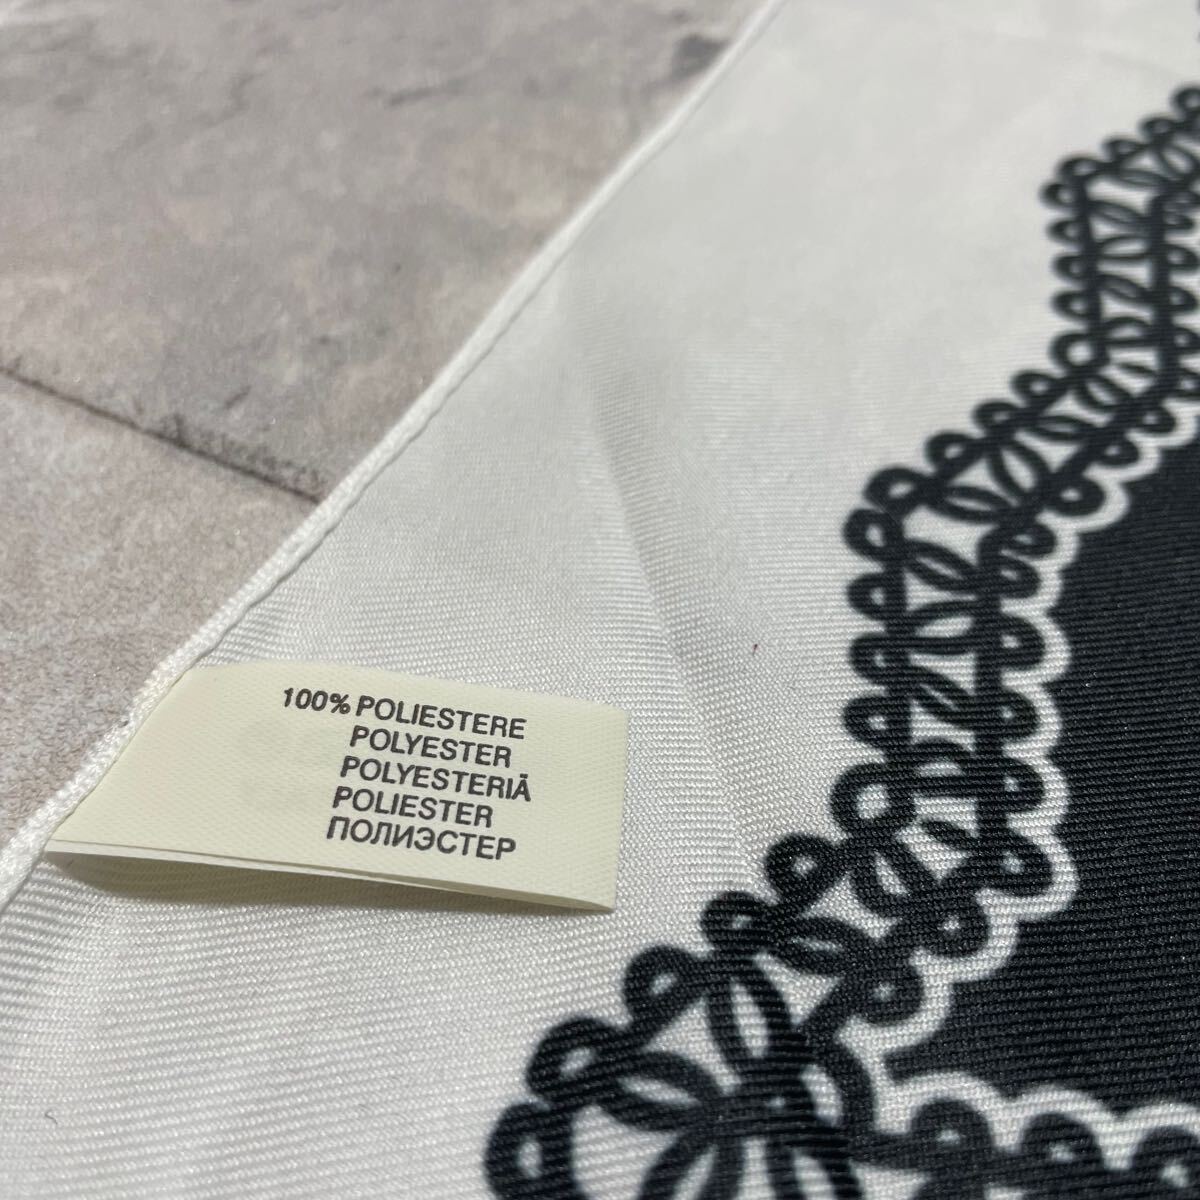 100% POLIESTERE
POLYESTER
POLYESTERIĀ
POLIESTER
ПОЛИЭСТЕР